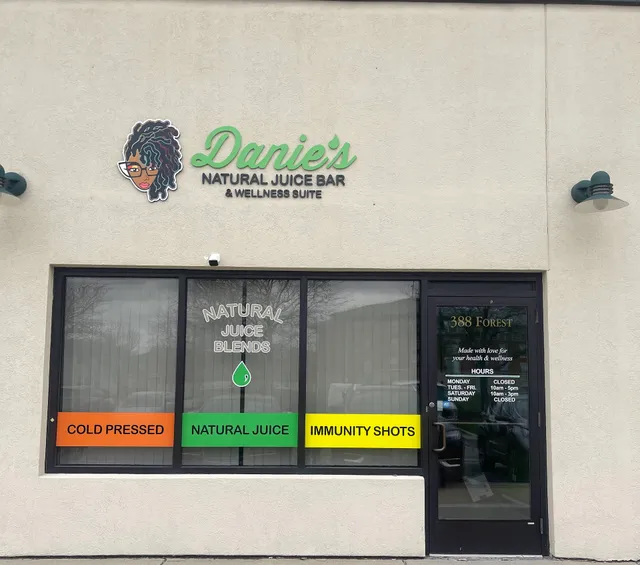 Danie's
NATURAL JUICE BAR
& WELLNESS SUITE
NATURAL
JUICE
BLENDS
COLD PRESSED
NATURAL JUICE
IMMUNITY SHOTS
388 FOREST
Made with love for
your health & wellness
HOURS
MONDAY CLOSED
TUES. - FRI. 10am - 5pm
SATURDAY 10am - 3pm
SUNDAY CLOSED